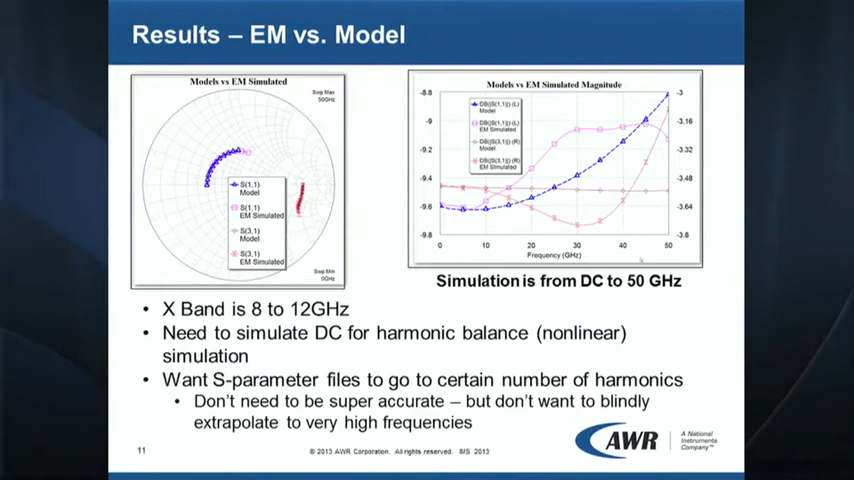 Results – EM vs. Model
Models vs EM Simulated
Swp Max
50GHz
S(1,1)
Model
S(1,1)
EM Simulated
S(3,1)
Model
S(3,1)
EM Simulated
Swp Min
0GHz
Models vs EM Simulated Magnitude
DB(|S(1,1)|) (L)
Model
DB(|S(1,1)|) (L)
EM Simulated
DB(|S(3,1)|) (R)
Model
DB(|S(3,1)|) (R)
EM Simulated
-8.8
-9
-9.2
-9.4
-9.6
-9.8
-3
-3.16
-3.32
-3.48
-3.64
-3.8
0 10 20 30 40 50
Frequency (GHz)
Simulation is from DC to 50 GHz
• X Band is 8 to 12GHz
• Need to simulate DC for harmonic balance (nonlinear)
simulation
• Want S-parameter files to go to certain number of harmonics
• Don't need to be super accurate – but don't want to blindly
extrapolate to very high frequencies
11
© 2013 AWR Corporation. All rights reserved. IMS 2013
AWR
A National
Instruments
Company™